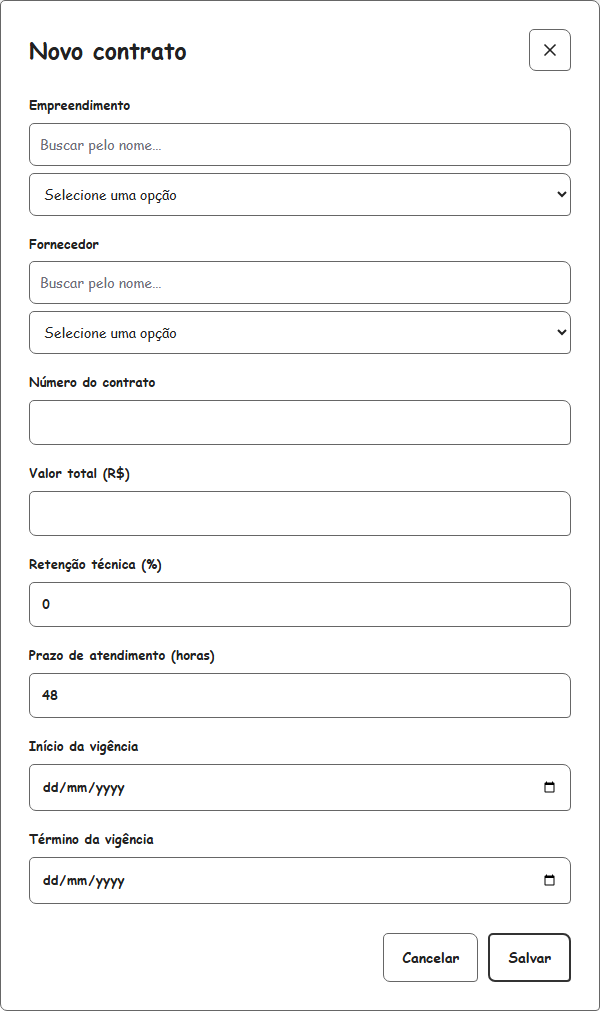 Novo contrato
Empreendimento
Buscar pelo nome...
Selecione uma opção
Fornecedor
Buscar pelo nome...
Selecione uma opção
Número do contrato
Valor total (R$)
Retenção técnica (%)
0
Prazo de atendimento (horas)
48
Início da vigência
dd/mm/yyyy
Término da vigência
dd/mm/yyyy
Cancelar Salvar